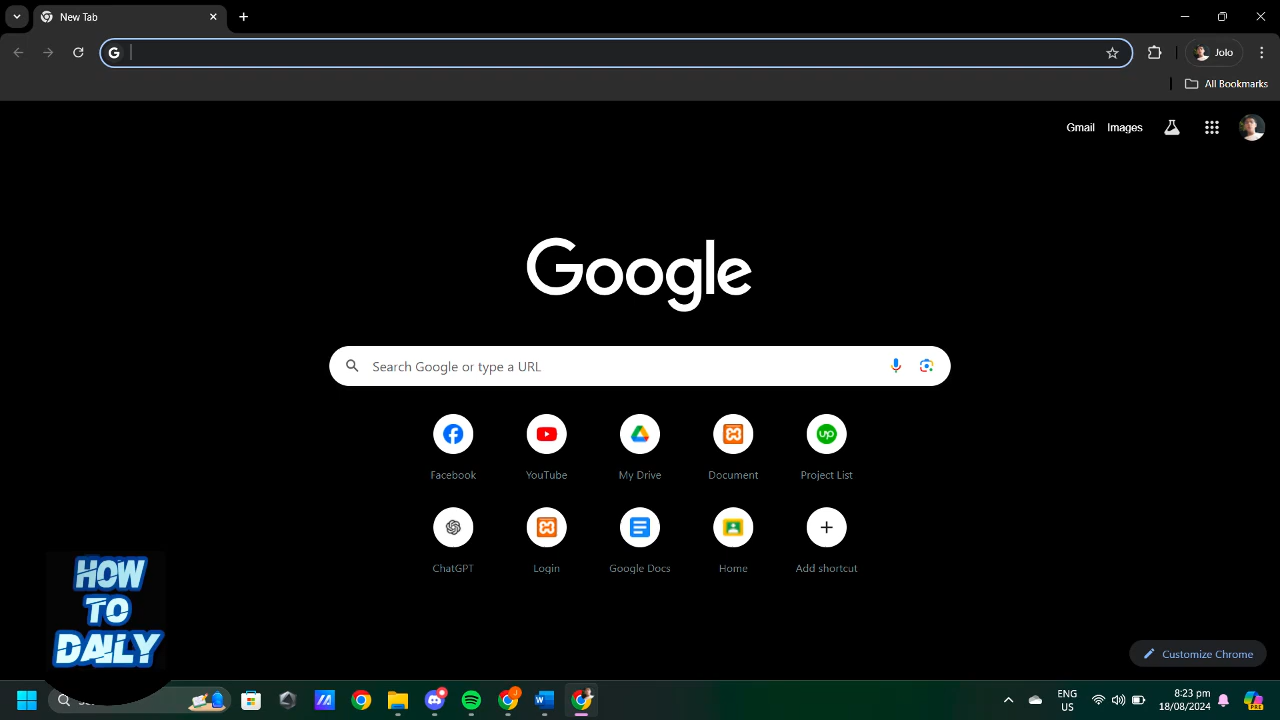 New Tab
Jolo
All Bookmarks
Gmail
Images
Google
Search Google or type a URL
Facebook
YouTube
My Drive
Document
Project List
ChatGPT
Login
Google Docs
Home
Add shortcut
HOW
TO
DAILY
Customize Chrome
ENG
US
8:23 pm
18/08/2024